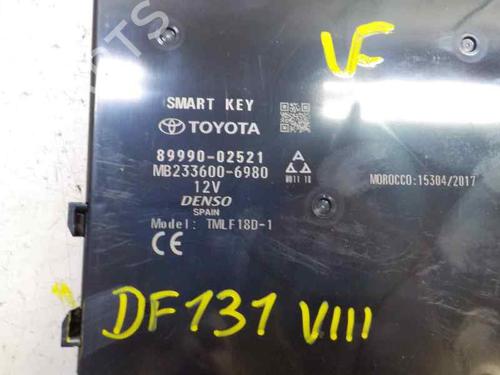 VF
SMART KEY
TOYOTA
89990-02521
MB233600-6980
12V
DENSO
SPAIN
Model: TMLF18D-1
CE
MOROCCO:15304/2017
DF131 VIII